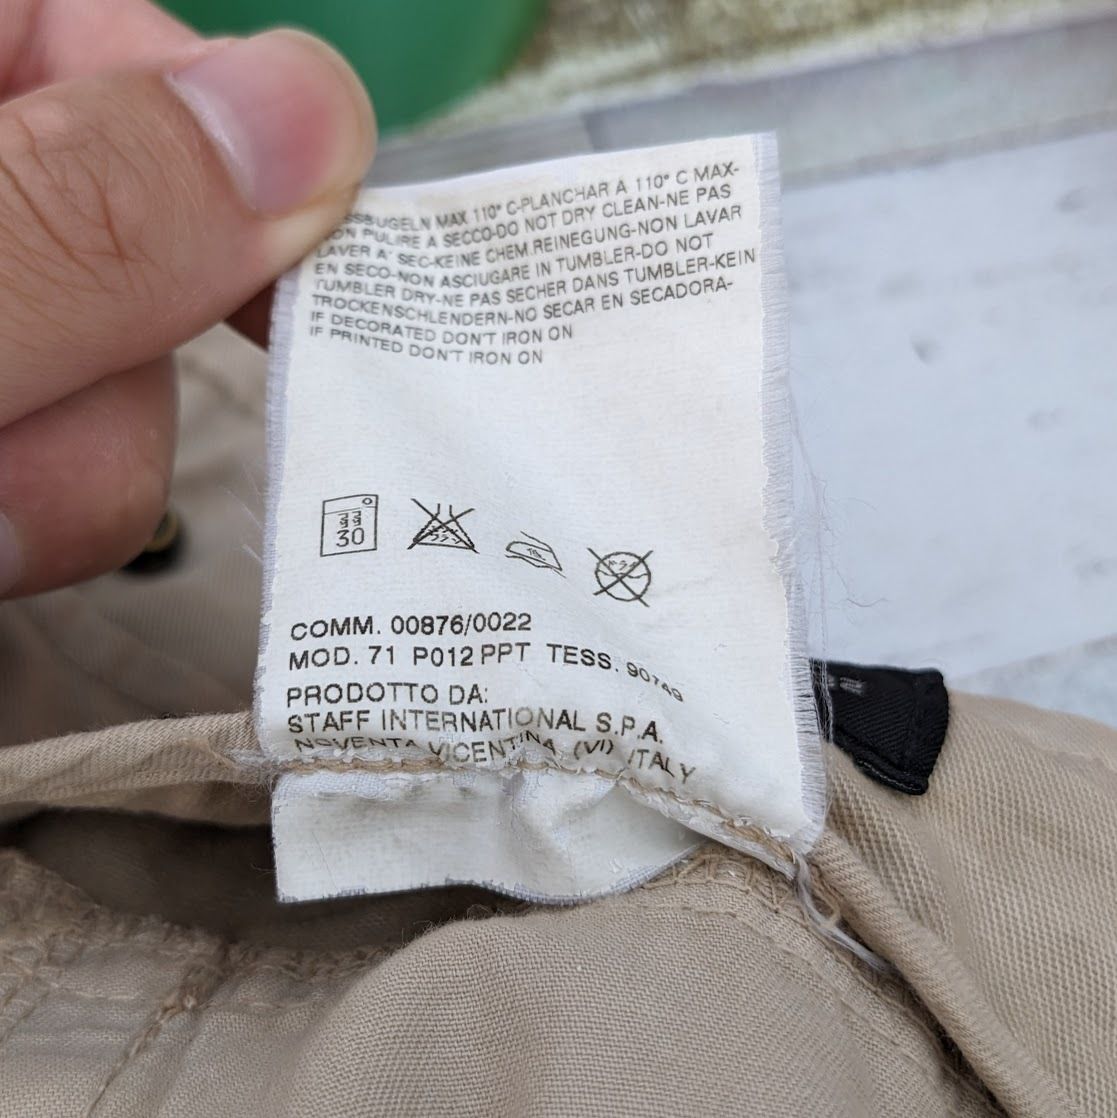 SSBUGELN MAX 110° C-PLANCHAR A 110° C MAX-
ON PULIRE A SECCO-DO NOT DRY CLEAN-NE PAS
LAVER A' SEC-KEINE CHEM.REINEGUNG-NON LAVAR
EN SECO-NON ASCIUGARE IN TUMBLER-DO NOT
TUMBLER DRY-NE PAS SECHER DANS TUMBLER-KEIN
TROCKENSCHLENDERN-NO SECAR EN SECADORA-
IF DECORATED DON'T IRON ON
IF PRINTED DON'T IRON ON
30
COMM. 00876/0022
MOD. 71 P012PPT TESS. 90749
PRODOTTO DA:
STAFF INTERNATIONAL S.P.A.
NOVENTA VICENTINA (VI) ITALY